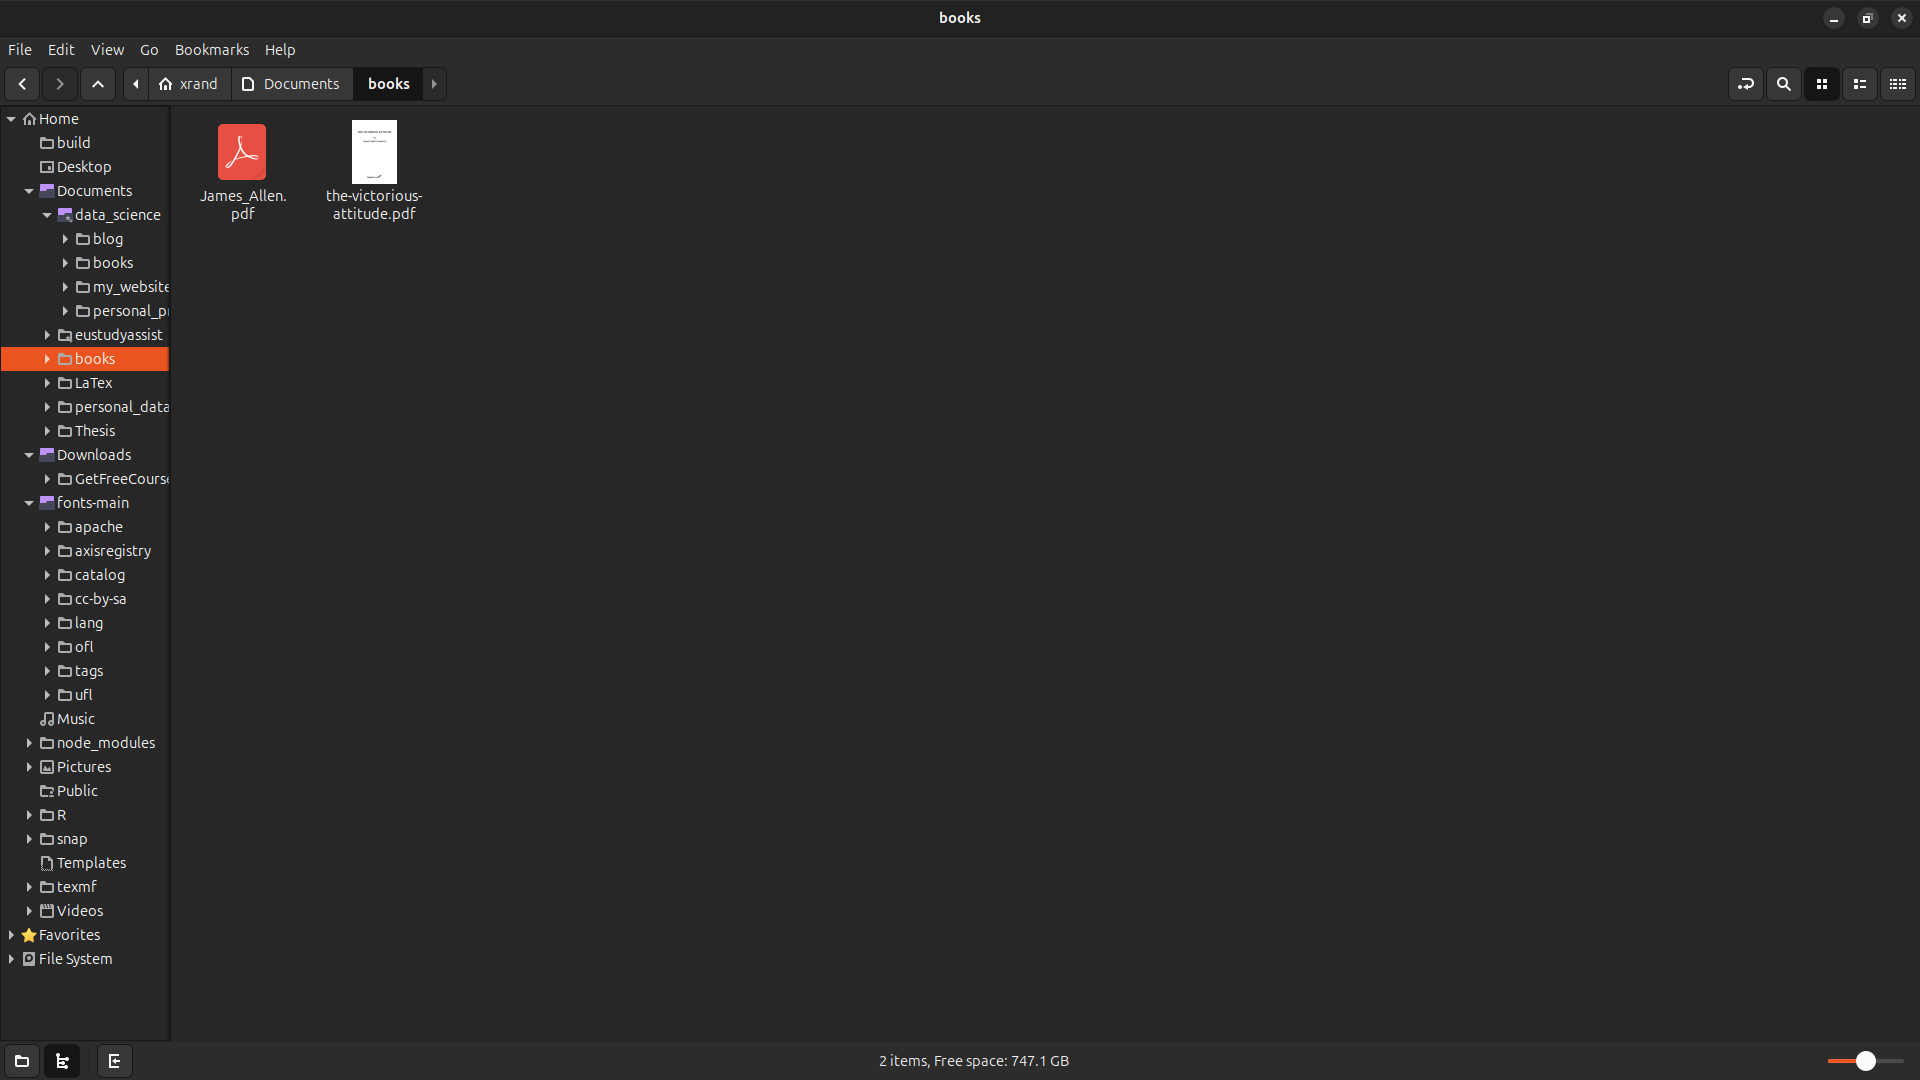 books
File Edit View Go Bookmarks Help
xrand Documents books
Home
build
Desktop
Documents
data_science
blog
books
my_website
personal_pr
eustudyassist
books
LaTex
personal_data
Thesis
Downloads
GetFreeCourse
fonts-main
apache
axisregistry
catalog
cc-by-sa
lang
ofl
tags
ufl
Music
node_modules
Pictures
Public
R
snap
Templates
texmf
Videos
Favorites
File System
James_Allen.
pdf
the-victorious-
attitude.pdf
2 items, Free space: 747.1 GB